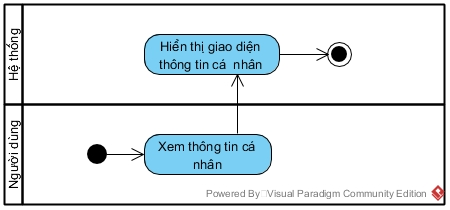 Hệ thống
Hiển thị giao diện
thông tin cá nhân
Người dùng
Xem thông tin cá
nhân
Powered By Visual Paradigm Community Edition